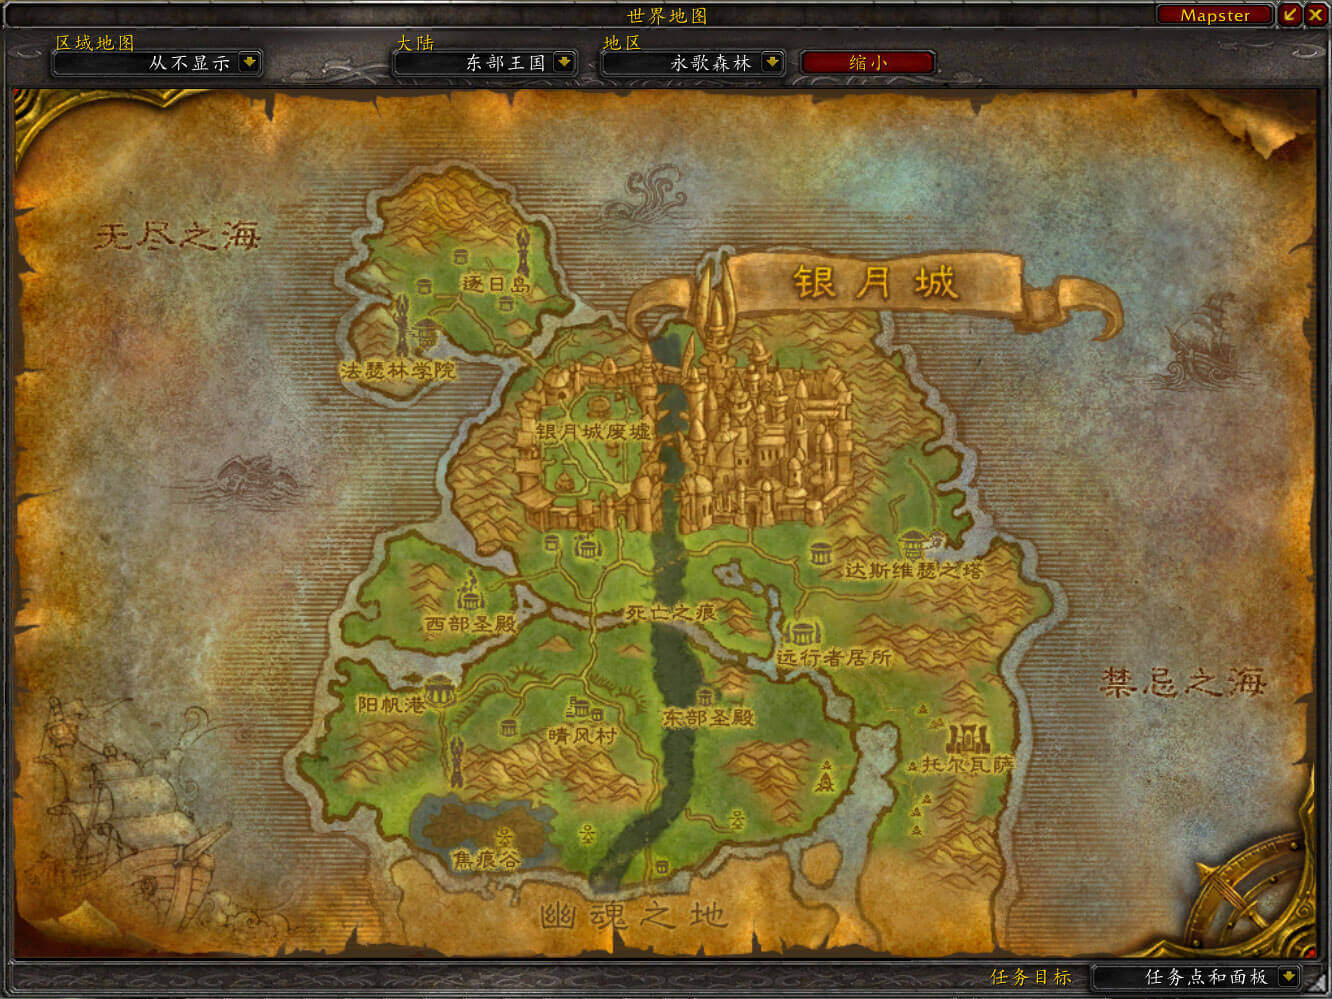 世界地图
Mapster
区域地图
大陆
地区
从不显示
东部王国
永歌森林
缩小
无尽之海
银月城
逐日岛
法瑟林学院
银月城废墟
达斯维瑟之塔
死亡之痕
西部圣殿
远行者居所
禁忌之海
阳帆港
东部圣殿
晴风村
托尔瓦萨
焦痕谷
幽魂之地
任务目标
任务点和面板